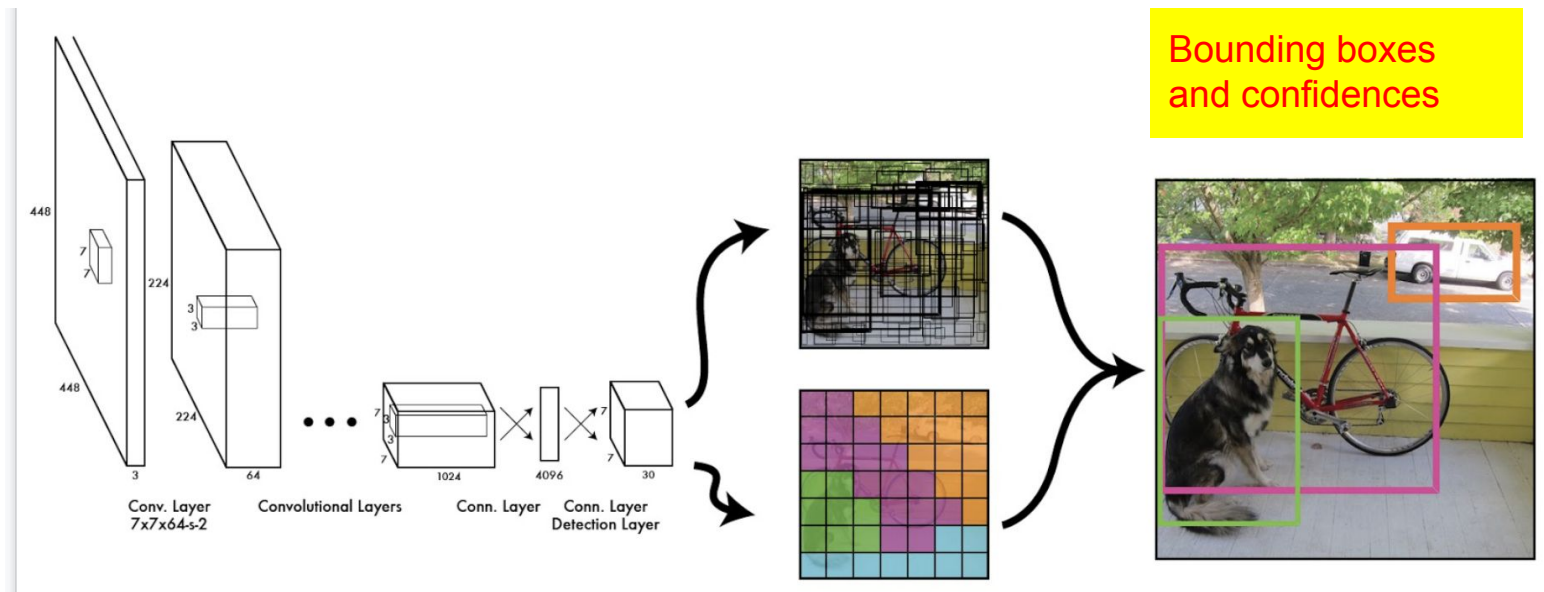 Bounding boxes
and confidences
448
7
7
448
3
224
3
3
224
64
7
3
3
7
1024
4096
7
7
30
Conv. Layer
7x7x64-s-2
Convolutional Layers
Conn. Layer
Conn. Layer
Detection Layer